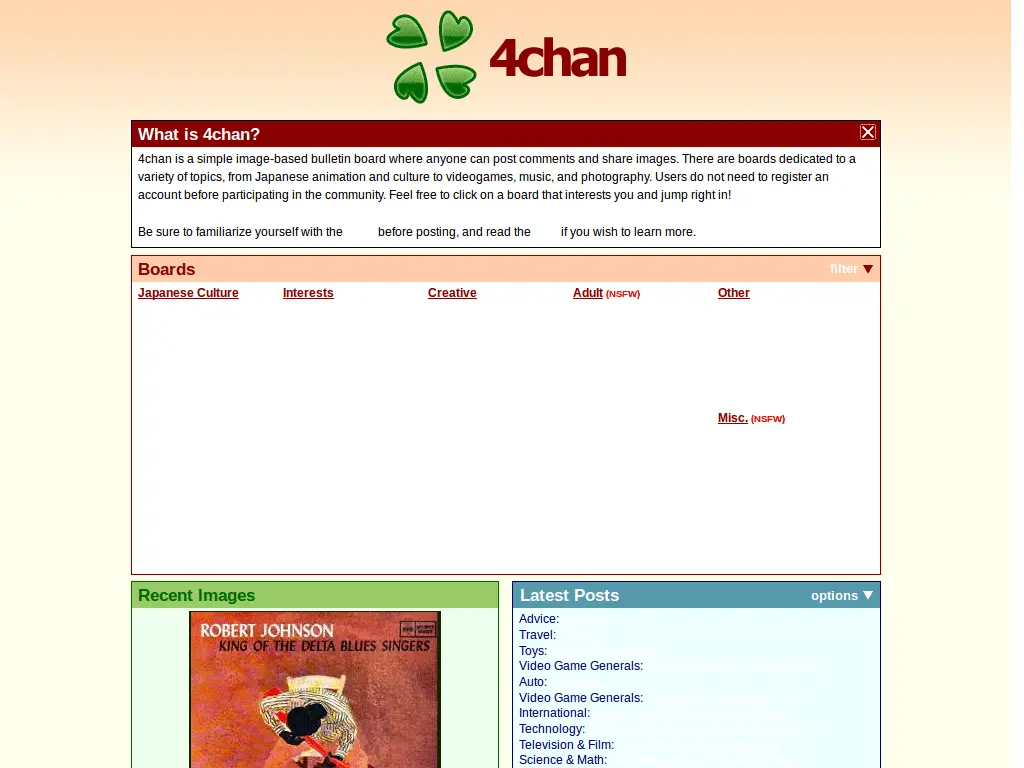 4chan
What is 4chan?
4chan is a simple image-based bulletin board where anyone can post comments and share images. There are boards dedicated to a
variety of topics, from Japanese animation and culture to videogames, music, and photography. Users do not need to register an
account before participating in the community. Feel free to click on a board that interests you and jump right in!
Be sure to familiarize yourself with the before posting, and read the if you wish to learn more.
Boards
filter ▼
Japanese Culture
Interests
Creative
Adult (NSFW)
Other
Misc. (NSFW)
Recent Images
ROBERT JOHNSON
KING OF THE DELTA BLUES SINGERS
Latest Posts
options ▼
Advice:
Travel:
Toys:
Video Game Generals:
Auto:
Video Game Generals:
International:
Technology:
Television & Film:
Science & Math: